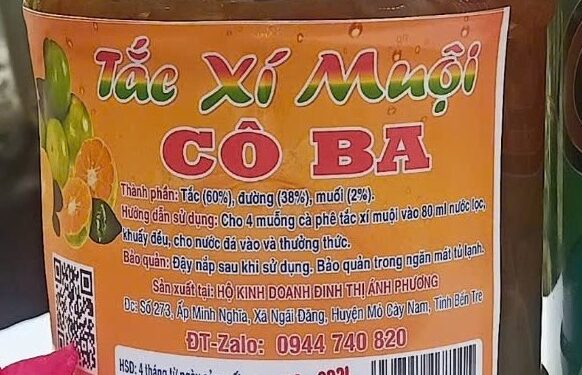 Tắc Xí Muội
CÔ BA
Thành phần: Tắc (60%), đường (38%), muối (2%).
Hướng dẫn sử dụng: Cho 4 muỗng cà phê tắc xí muội vào 80 ml nước lọc,
khuấy đều, cho nước đá vào và thưởng thức.
Bảo quản: Đậy nắp sau khi sử dụng. Bảo quản trong ngăn mát tủ lạnh.
Sản xuất tại: HỘ KINH DOANH ĐINH THỊ ÁNH PHƯƠNG
Đc: Số 273, Ấp Minh Nghĩa, Xã Ngãi Đăng, Huyện Mỏ Cày Nam, Tỉnh Bến Tre
ĐT-Zalo: 0944 740 820
HSD: 4 tháng từ ngày